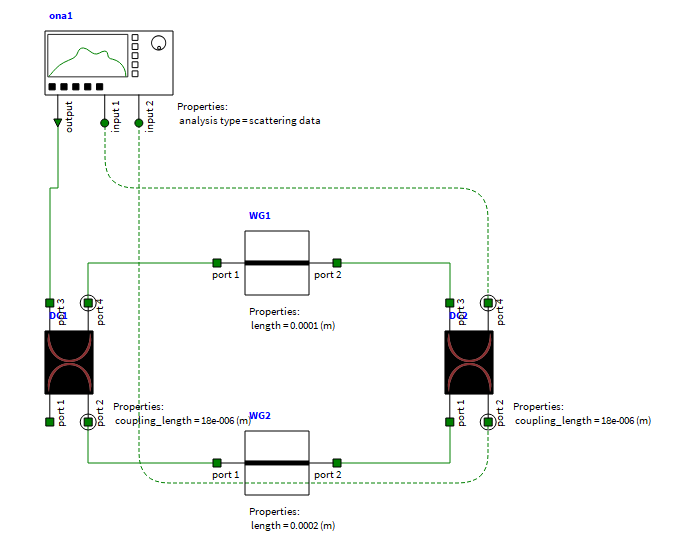 ona1
output
input 1
input 2
Properties:
analysis type=scattering data
WG1
port 1
port 2
Properties:
length = 0.0001 (m)
port 3
port 4
DC1
port 1
port 2
Properties:
coupling_length = 18e-006 (m)
port 3
port 4
DC2
port 1
port 2
Properties:
coupling_length = 18e-006 (m)
WG2
port 1
port 2
Properties:
length = 0.0002 (m)